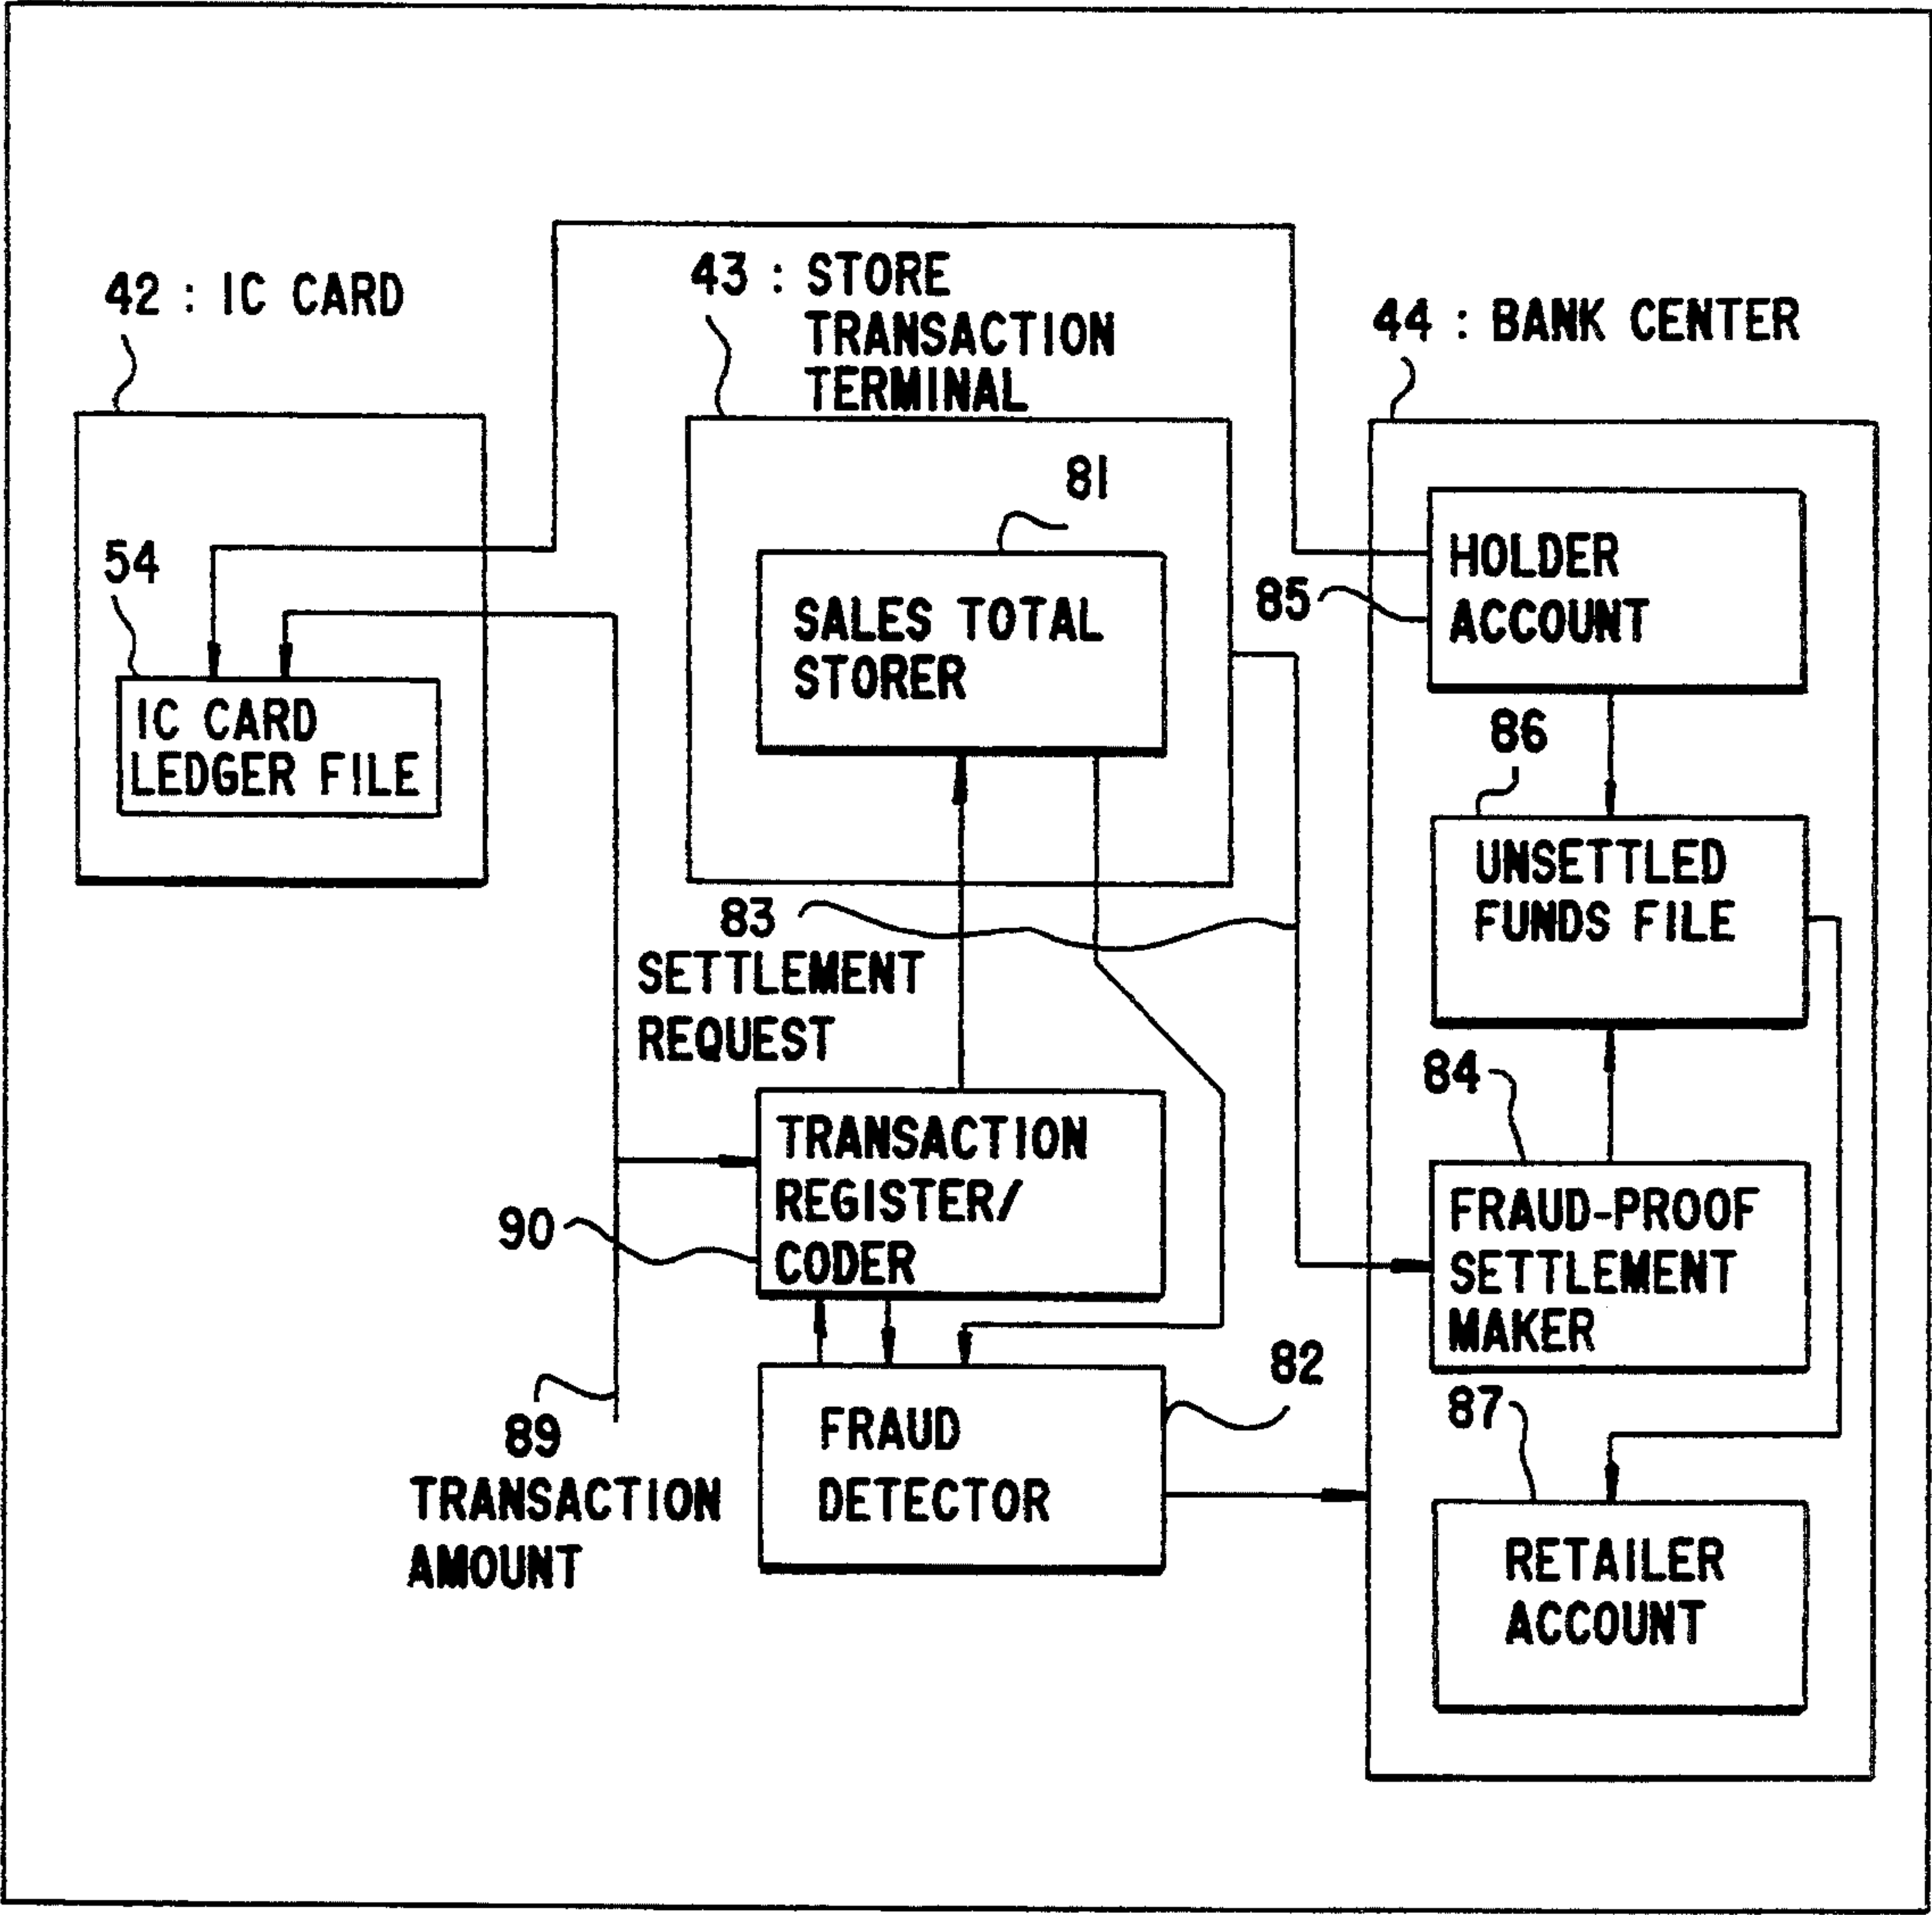 42 : IC CARD
43 : STORE
TRANSACTION
TERMINAL
44 : BANK CENTER
81
54
SALES TOTAL
STORER
IC CARD
LEDGER FILE
85
HOLDER
ACCOUNT
86
UNSETTLED
FUNDS FILE
83
SETTLEMENT
REQUEST
84
TRANSACTION
REGISTER/
CODER
90
FRAUD-PROOF
SETTLEMENT
MAKER
82
89
TRANSACTION
AMOUNT
FRAUD
DETECTOR
87
RETAILER
ACCOUNT